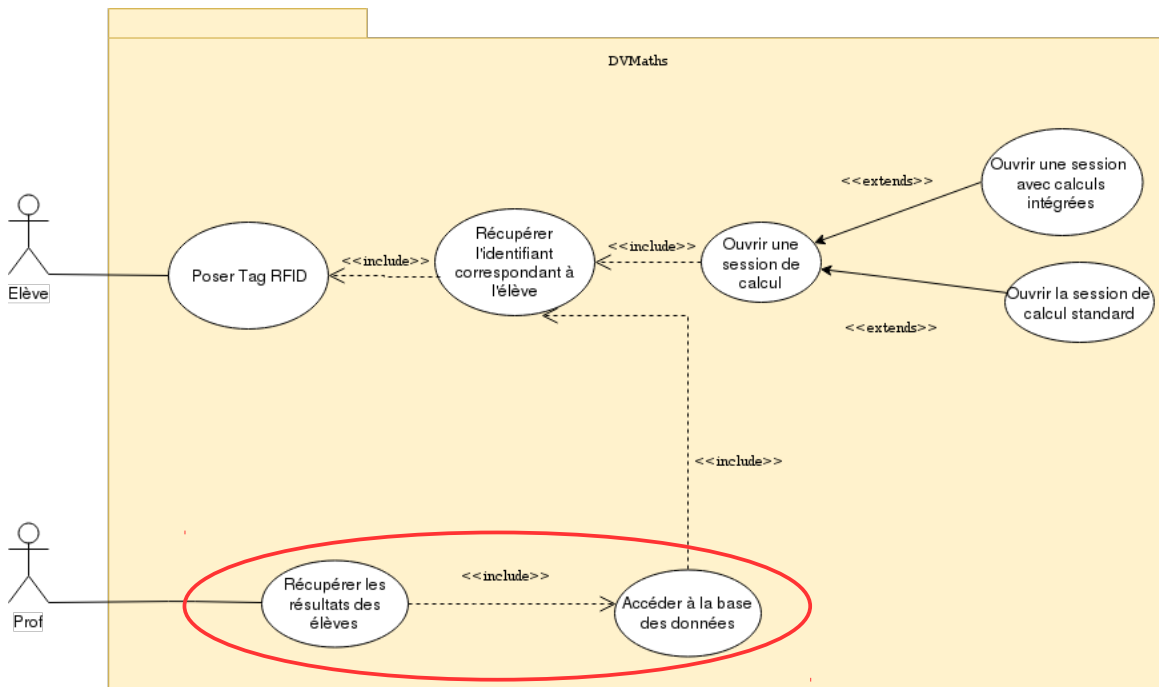 DVMaths
<<extends>>
Ouvrir une session
avec calculs
intégrées
Elève
Poser Tag RFID
<<include>>
Récupérer
l'identifiant
correspondant à
l'élève
<<include>>
Ouvrir une
session de
calcul
Ouvrir la session de
calcul standard
<<extends>>
<<include>>
Prof
Récupérer les
résultats des
élèves
<<include>>
Accéder à la base
des données